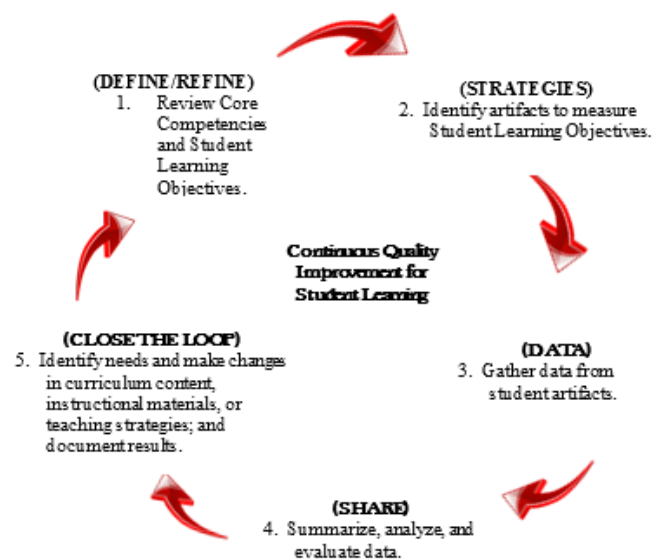 (DEFINE/REFINE)
1. Review Core
Competencies
and Student
Learning
Objectives.
(STRATEGIES)
2. Identify artifacts to measure
Student Learning Objectives.
Continuous Quality
Improvement for
Student Learning
(DATA)
3. Gather data from
student artifacts.
(SHARE)
4. Summarize, analyze, and
evaluate data.
(CLOSE THE LOOP)
5. Identify needs and make changes
in curriculum content,
instructional materials, or
teaching strategies; and
document results.